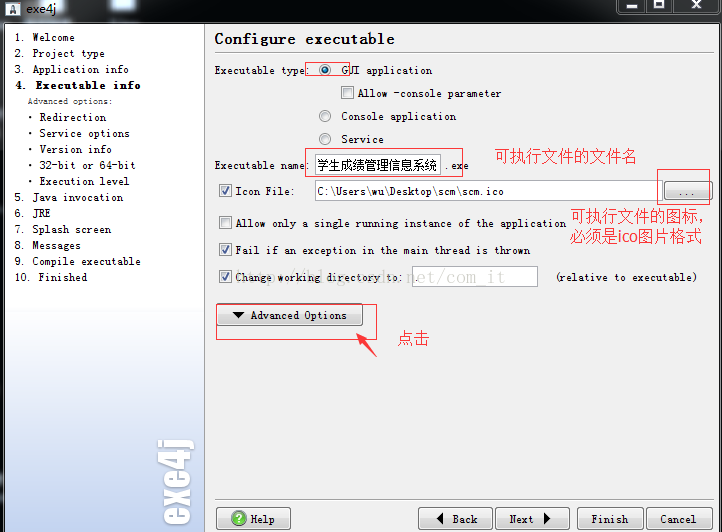 exe4j
1. Welcome
2. Project type
3. Application info
4. Executable info
Advanced options:
· Redirection
· Service options
· Version info
· 32-bit or 64-bit
· Execution level
5. Java invocation
6. JRE
7. Splash screen
8. Messages
9. Compile executable
10. Finished
exe4j
Configure executable
Executable type: GUI application
Allow -console parameter
Console application
Service
Executable name: 学生成绩管理信息系统 .exe
可执行文件的文件名
Icon File: C:\Users\wu\Desktop\scm\scm.ico ...
可执行文件的图标，
必须是ico图片格式
Allow only a single running instance of the application
Fail if an exception in the main thread is thrown
Change working directory to: . (relative to executable)
http://blog.csdn.net/com_it
Advanced Options
点击
Help Back Next Finish Cancel